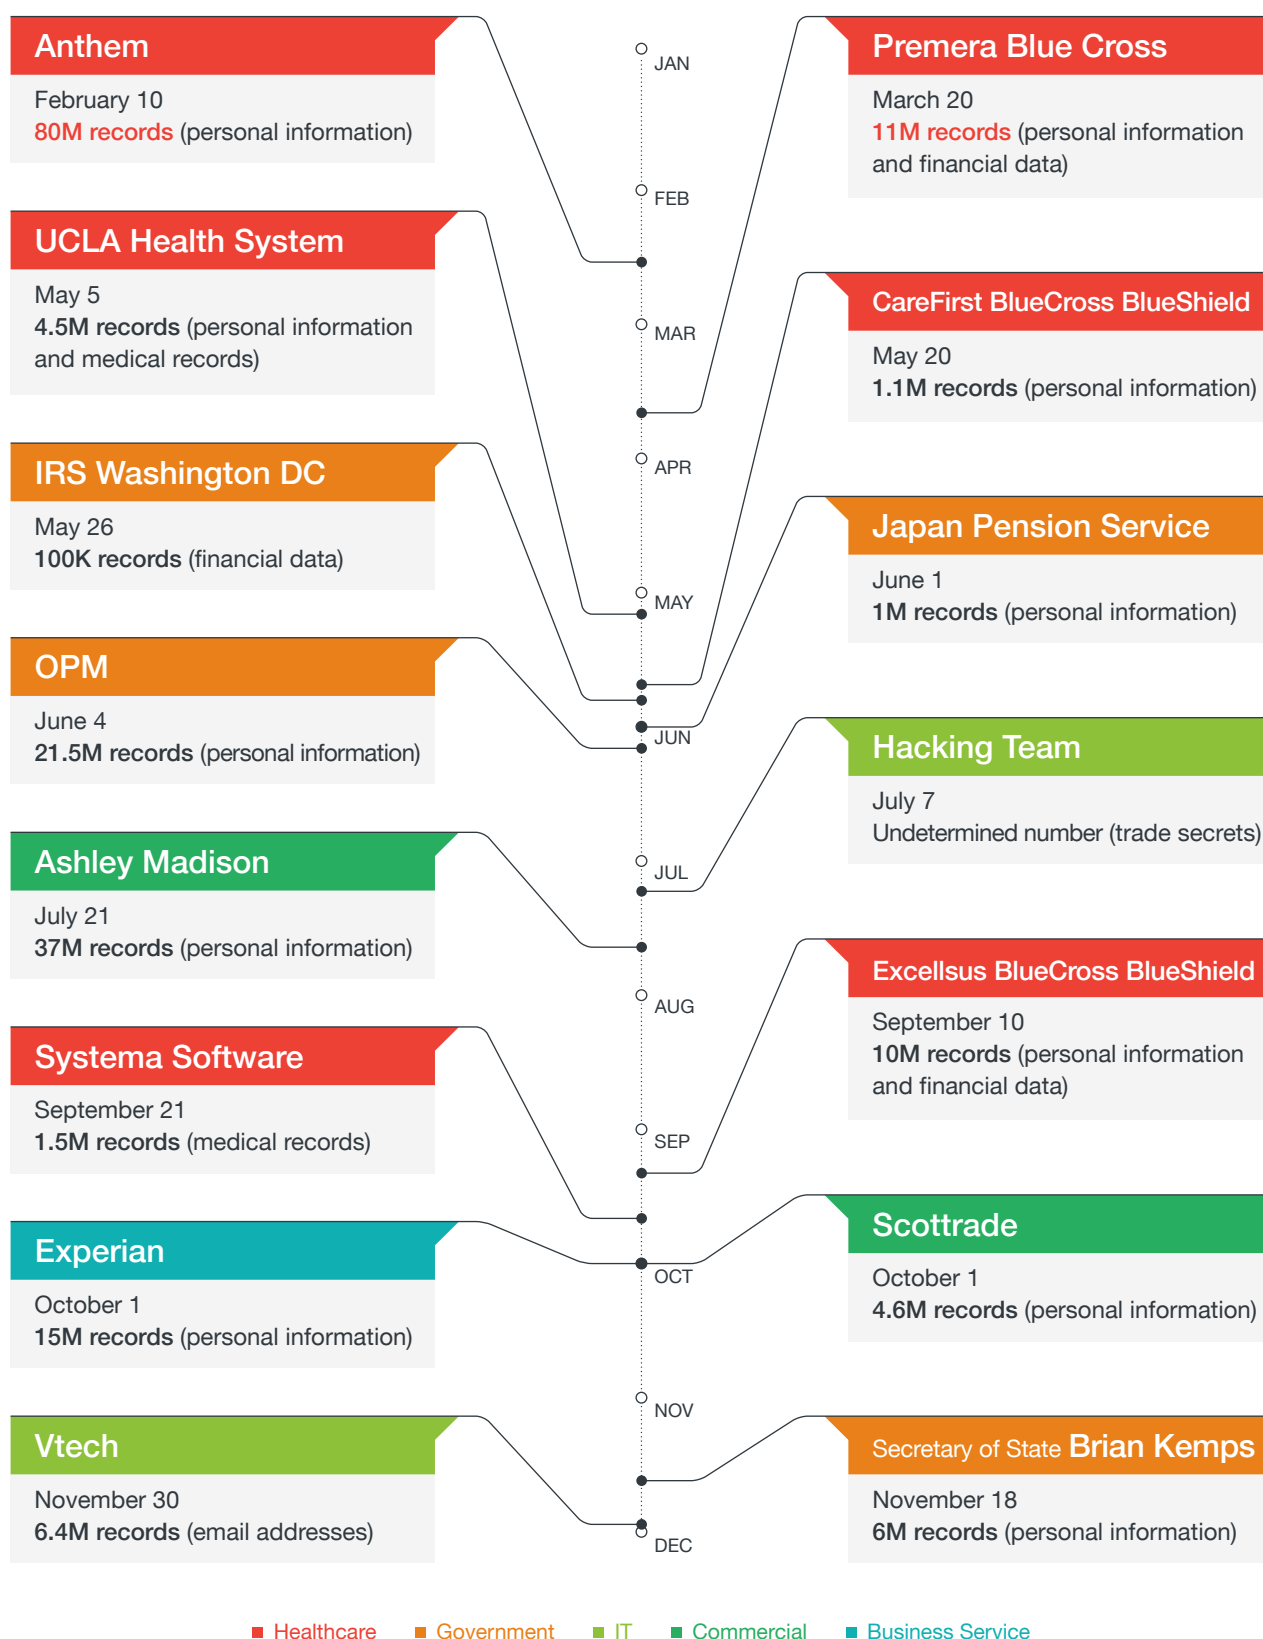 Anthem
February 10
80M records (personal information)
UCLA Health System
May 5
4.5M records (personal information
and medical records)
IRS Washington DC
May 26
100K records (financial data)
OPM
June 4
21.5M records (personal information)
Ashley Madison
July 21
37M records (personal information)
Systema Software
September 21
1.5M records (medical records)
Experian
October 1
15M records (personal information)
Vtech
November 30
6.4M records (email addresses)
JAN
FEB
MAR
APR
MAY
JUN
JUL
AUG
SEP
OCT
NOV
DEC
Premera Blue Cross
March 20
11M records (personal information
and financial data)
CareFirst BlueCross BlueShield
May 20
1.1M records (personal information)
Japan Pension Service
June 1
1M records (personal information)
Hacking Team
July 7
Undetermined number (trade secrets)
Excellsus BlueCross BlueShield
September 10
10M records (personal information
and financial data)
Scottrade
October 1
4.6M records (personal information)
Secretary of State Brian Kemps
November 18
6M records (personal information)
Healthcare Government IT Commercial Business Service